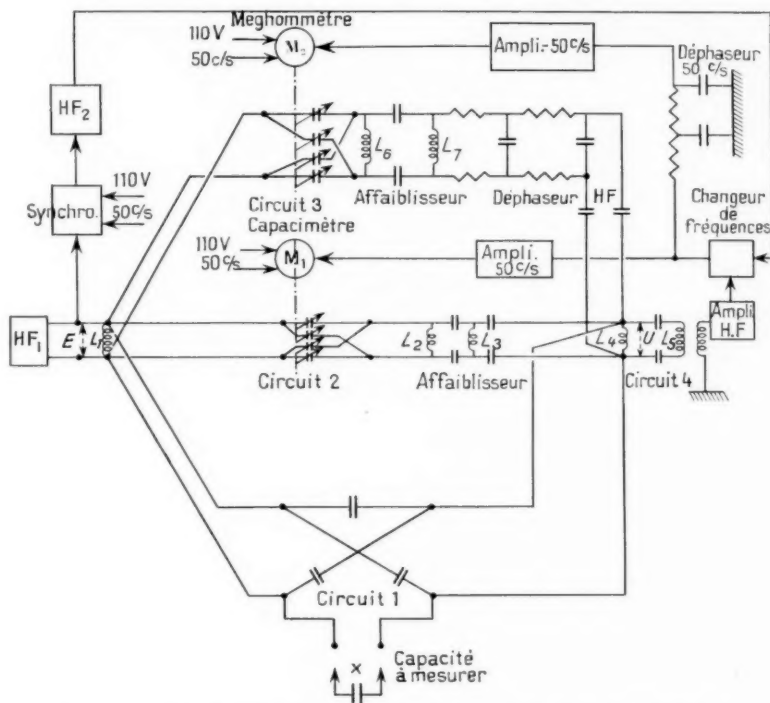 Méghommètre
110V
50c/s
M2
Ampli.-50c/s
Déphaseur
50 c/s
HF2
L6
L7
Synchro.
110V
50c/s
Circuit 3
Affaiblisseur
Déphaseur
HF
Capacimètre
110V
50c/s
M1
Ampli.
50c/s
Changeur
de
fréquences
HF1
E
L1
L2
L3
L4
U
L5
Ampli
H.F
Circuit 2
Affaiblisseur
Circuit 4
Circuit 1
x
Capacité
à mesurer